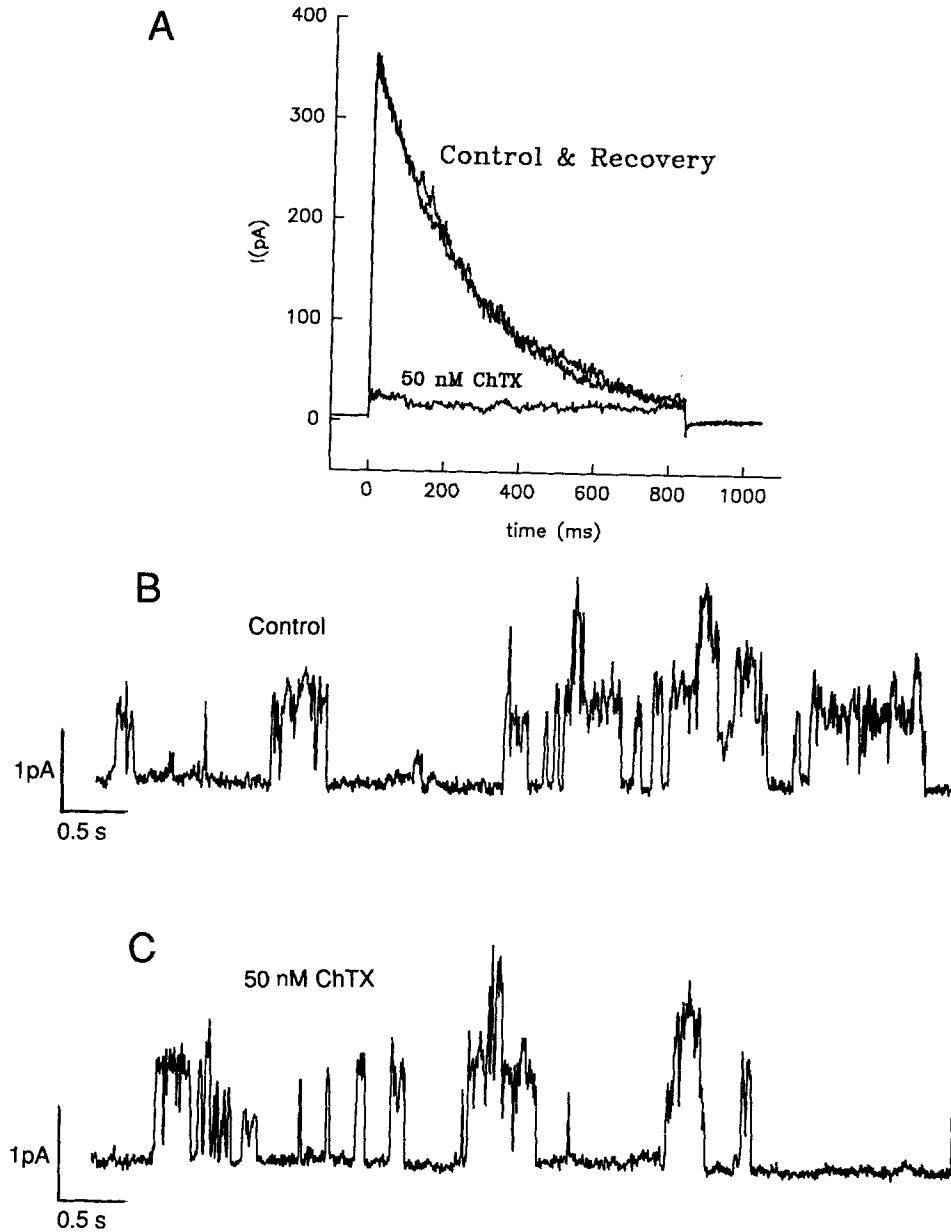 A
400
300
200
100
0
I(pA)
Control & Recovery
50 nM ChTX
0 200 400 600 800 1000
time (ms)
B
Control
1pA
0.5 s
C
50 nM ChTX
1pA
0.5 s